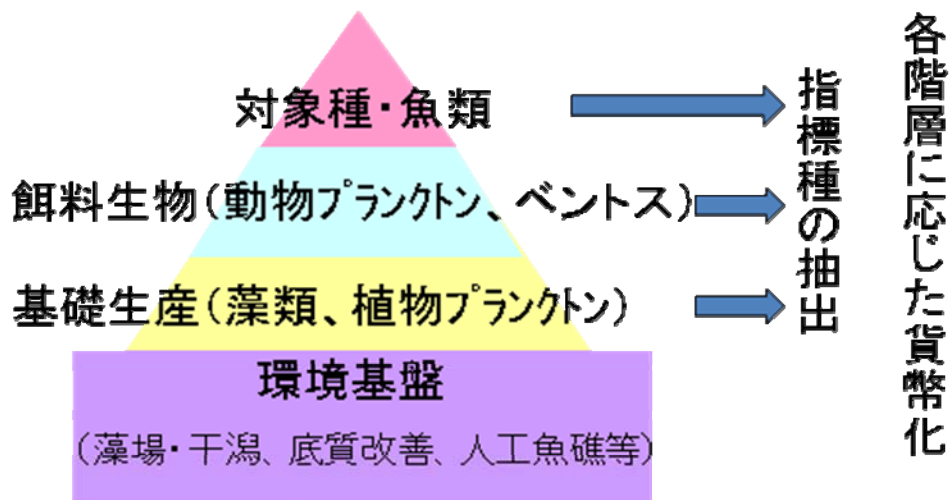 対象種・魚類
餌料生物(動物プランクトン、ベントス)
基礎生産(藻類、植物プランクトン)
環境基盤
(藻場・干潟、底質改善、人工魚礁等)
指標種の抽出
各階層に応じた貨幣化